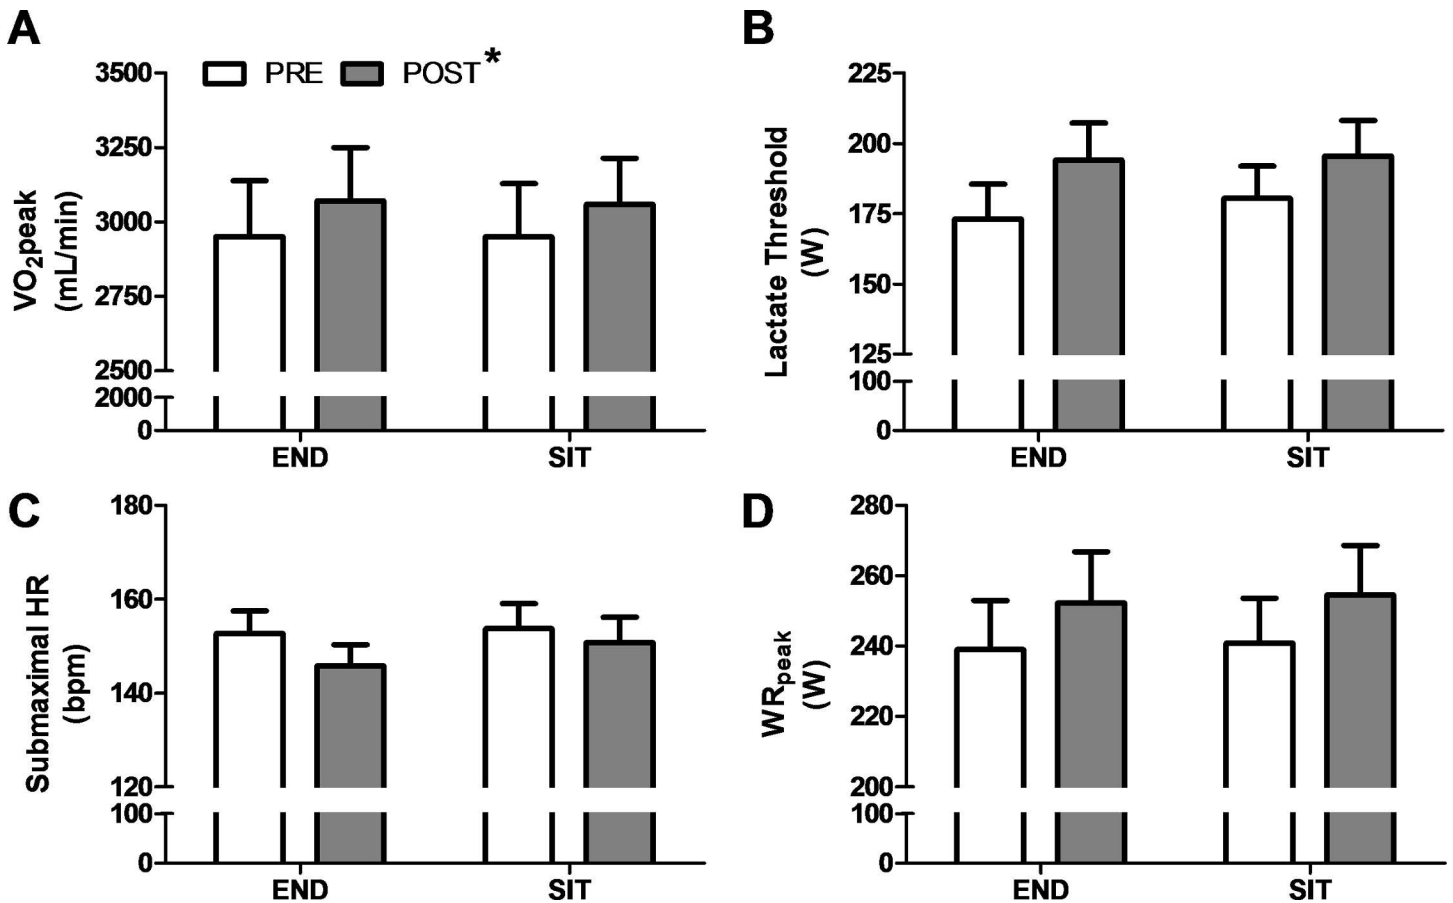 A
PRE POST*
3500
3250
3000
2750
2500
2000
0
VO₂peak
(mL/min)
END SIT
B
225
200
175
150
125
100
0
Lactate Threshold
(W)
END SIT
C
180
160
140
120
100
0
Submaximal HR
(bpm)
END SIT
D
280
260
240
220
200
100
0
WRpeak
(W)
END SIT